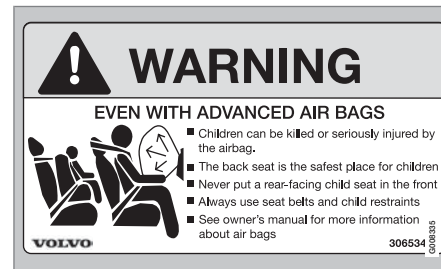 WARNING
EVEN WITH ADVANCED AIR BAGS
■ Children can be killed or seriously injured by
the airbag.
■ The back seat is the safest place for children
■ Never put a rear-facing child seat in the front
■ Always use seat belts and child restraints
■ See owner's manual for more information
about air bags
VOLVO
306534
G008335